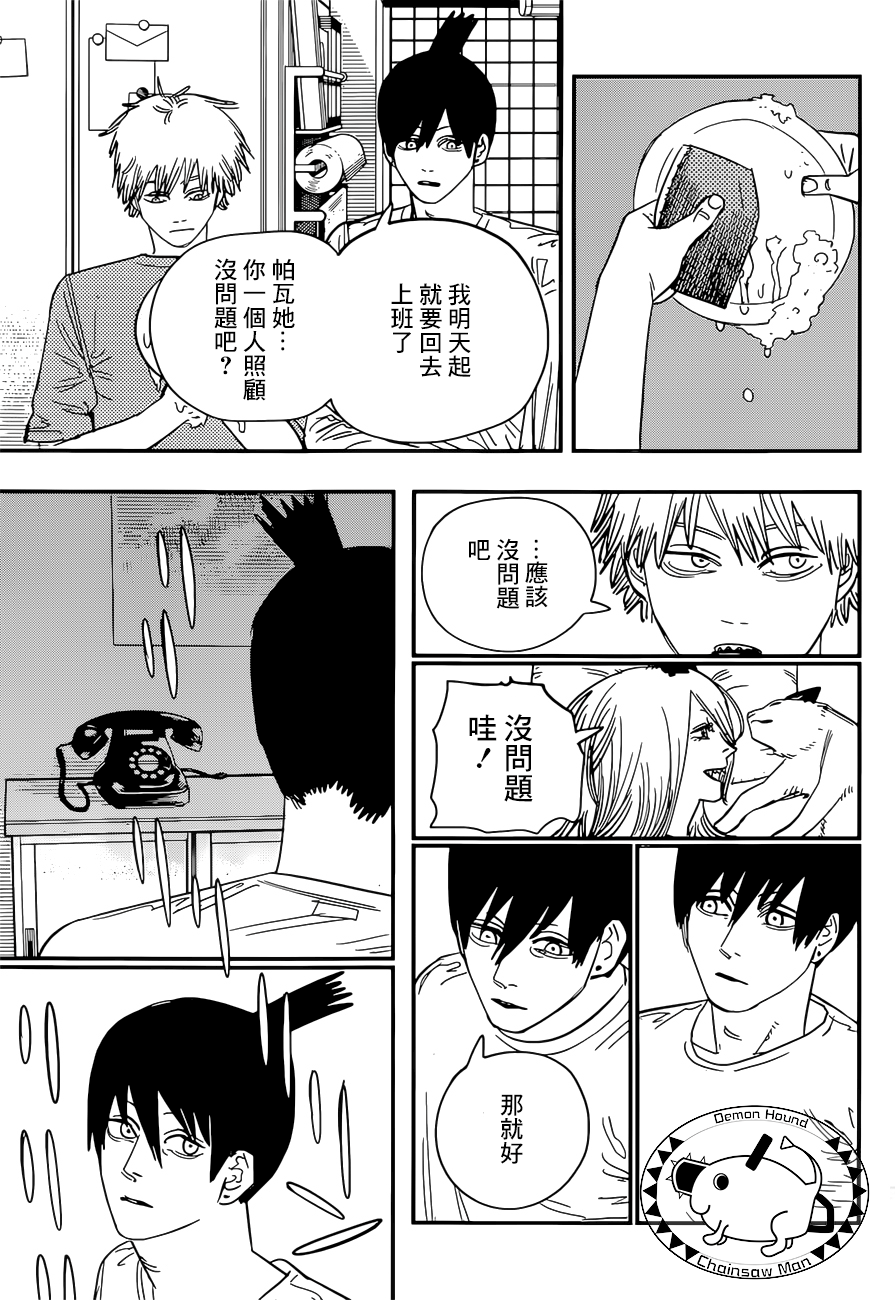 我明天起
就要回去
上班了
帕瓦她…
你一個人照顧
沒問題吧?
…應該
沒問題
吧
沒問題
哇!
那就好
Demon Hound
Chainsaw Man